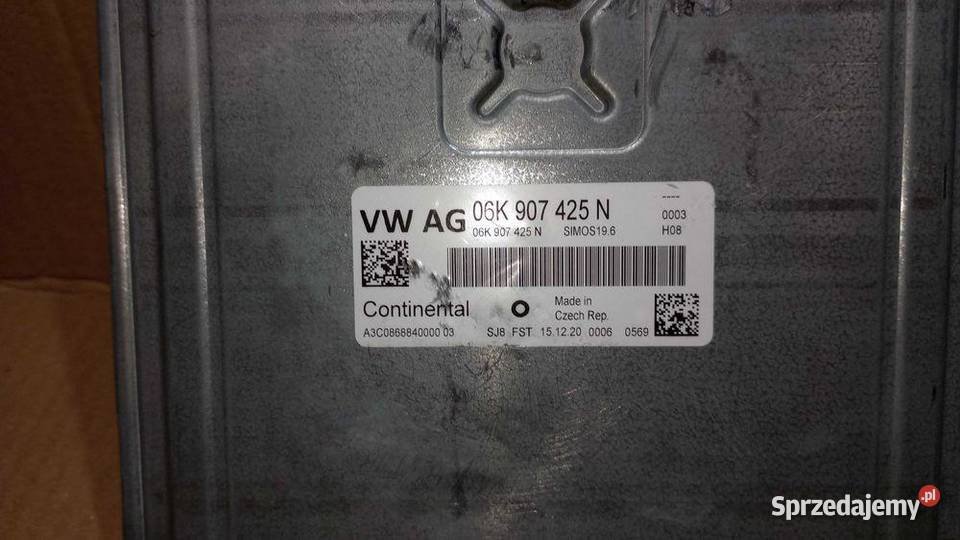 VW AG 06K 907 425 N
----
0003
06K 907 425 N SIMOS19.6 H08
Continental
Made in
Czech Rep.
A3C0868840000 03 SJ8 FST 15.12.20 0006 0569
Sprzedajemy.pl